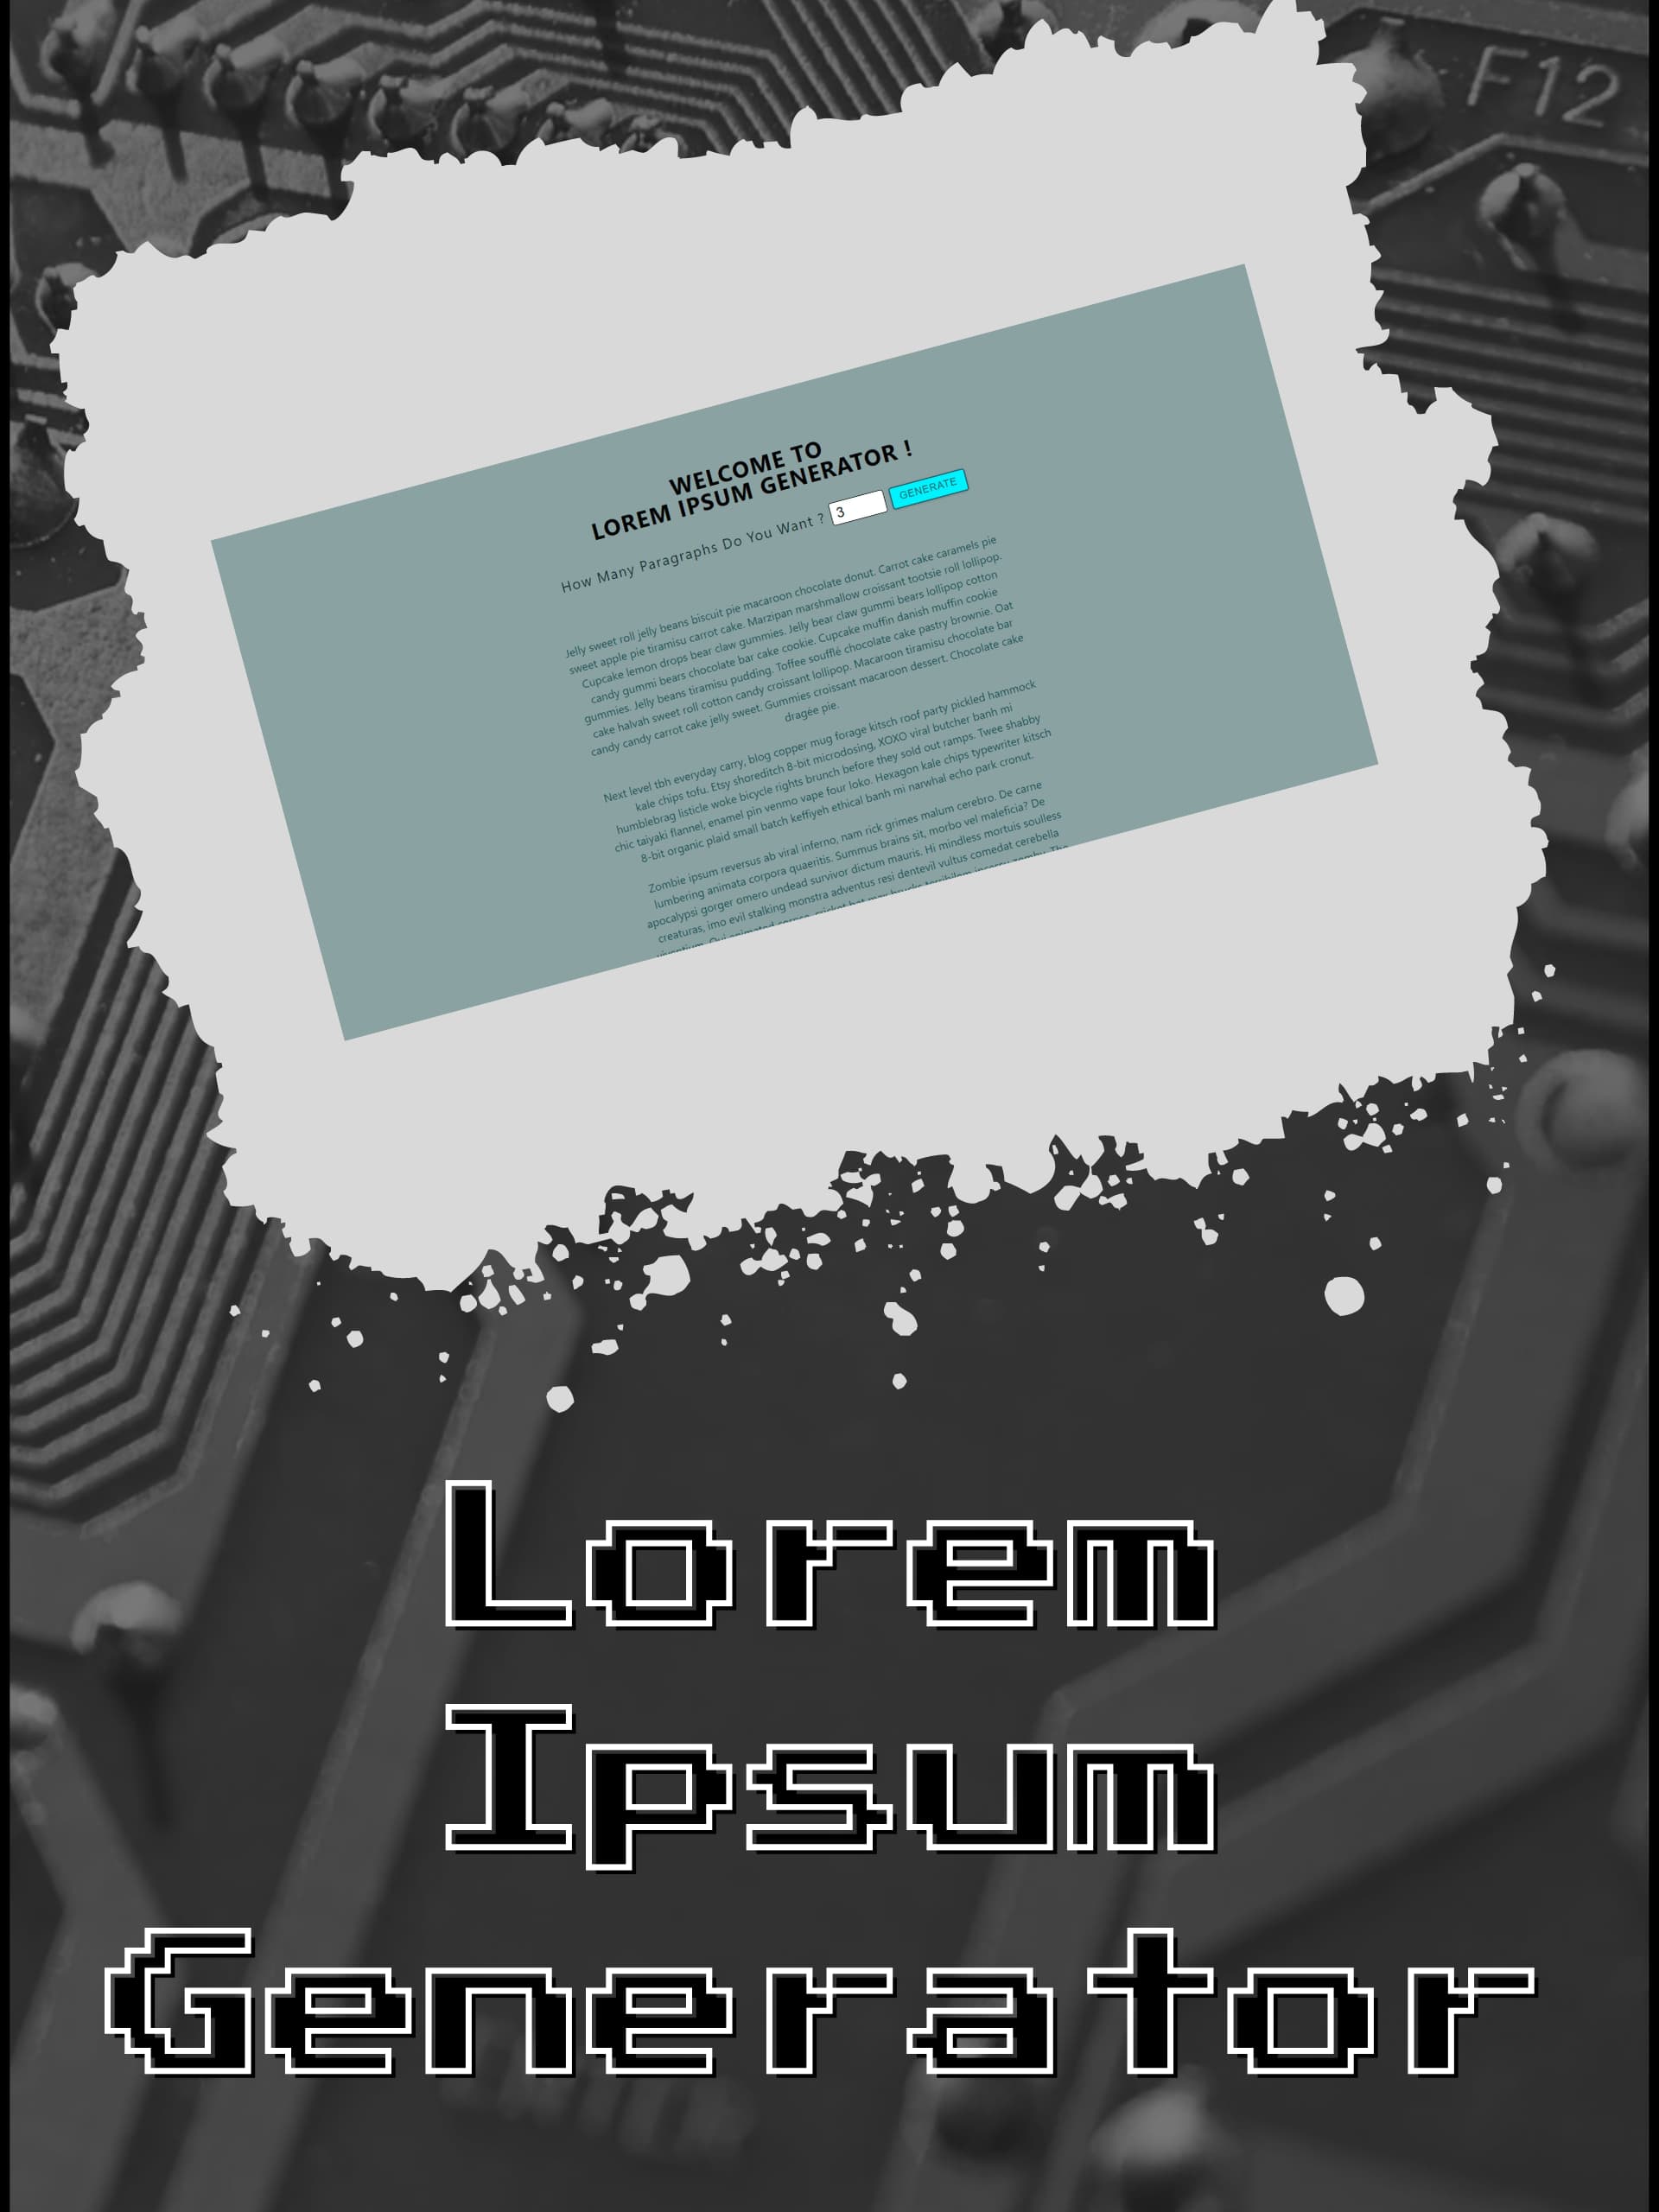 F12
WELCOME TO
LOREM IPSUM GENERATOR !
How Many Paragraphs Do You Want ? 3 GENERATE
Jelly sweet roll jelly beans biscuit pie macaroon chocolate donut. Carrot cake caramels pie
sweet apple pie tiramisu carrot cake. Marzipan marshmallow croissant tootsie roll lollipop.
Cupcake lemon drops bear claw gummies. Jelly bear claw gummi bears lollipop cotton
candy gummi bears chocolate bar cake cookie. Cupcake muffin danish muffin cookie
gummies. Jelly beans tiramisu pudding. Toffee soufflé chocolate cake pastry brownie. Oat
cake halvah sweet roll cotton candy croissant lollipop. Macaroon tiramisu chocolate bar
candy candy carrot cake jelly sweet. Gummies croissant macaroon dessert. Chocolate cake
dragée pie.
Next level tbh everyday carry, blog copper mug forage kitsch roof party pickled hammock
kale chips tofu. Etsy shoreditch 8-bit microdosing, XOXO viral butcher banh mi
humblebrag listicle woke bicycle rights brunch before they sold out ramps. Twee shabby
chic taiyaki flannel, enamel pin venmo vape four loko. Hexagon kale chips typewriter kitsch
8-bit organic plaid small batch keffiyeh ethical banh mi narwhal echo park cronut.
Zombie ipsum reversus ab viral inferno, nam rick grimes malum cerebro. De carne
lumbering animata corpora quaeritis. Summus brains sit, morbo vel maleficia? De
apocalypsi gorger omero undead survivor dictum mauris. Hi mindless mortuis soulless
creaturas, imo evil stalking monstra adventus resi dentevil vultus comedat cerebella
Lorem
Ipsum
Generator